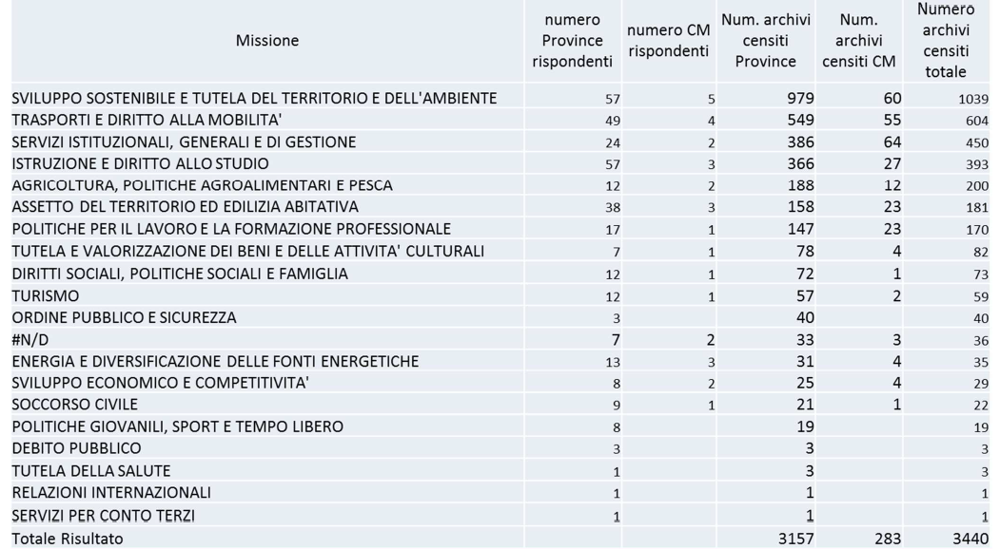 Missione numero Province rispondenti numero CM rispondenti Num. archivi censiti Province Num. archivi censiti CM Numero archivi censiti totale
SVILUPPO SOSTENIBILE E TUTELA DEL TERRITORIO E DELL'AMBIENTE 57 5 979 60 1039
TRASPORTI E DIRITTO ALLA MOBILITA' 49 4 549 55 604
SERVIZI ISTITUZIONALI, GENERALI E DI GESTIONE 24 2 386 64 450
ISTRUZIONE E DIRITTO ALLO STUDIO 57 3 366 27 393
AGRICOLTURA, POLITICHE AGROALIMENTARI E PESCA 12 2 188 12 200
ASSETTO DEL TERRITORIO ED EDILIZIA ABITATIVA 38 3 158 23 181
POLITICHE PER IL LAVORO E LA FORMAZIONE PROFESSIONALE 17 1 147 23 170
TUTELA E VALORIZZAZIONE DEI BENI E DELLE ATTIVITA' CULTURALI 7 1 78 4 82
DIRITTI SOCIALI, POLITICHE SOCIALI E FAMIGLIA 12 1 72 1 73
TURISMO 12 1 57 2 59
ORDINE PUBBLICO E SICUREZZA 3 40 40
#N/D 7 2 33 3 36
ENERGIA E DIVERSIFICAZIONE DELLE FONTI ENERGETICHE 13 3 31 4 35
SVILUPPO ECONOMICO E COMPETITIVITA' 8 2 25 4 29
SOCCORSO CIVILE 9 1 21 1 22
POLITICHE GIOVANILI, SPORT E TEMPO LIBERO 8 19 19
DEBITO PUBBLICO 3 3 3
TUTELA DELLA SALUTE 1 3 3
RELAZIONI INTERNAZIONALI 1 1 1
SERVIZI PER CONTO TERZI 1 1 1
Totale Risultato 3157 283 3440